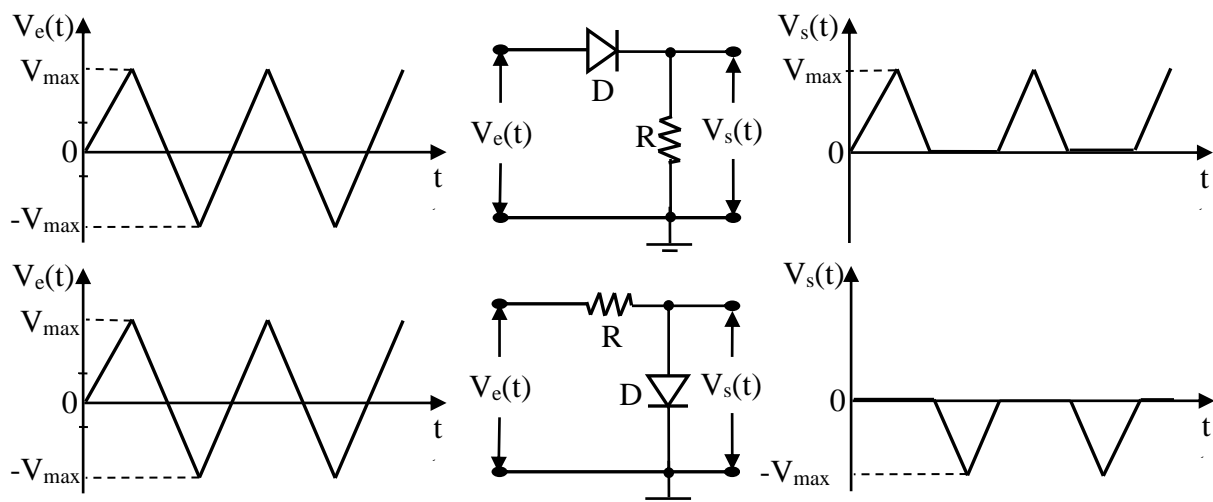 Ve(t)
Vmax
0
-Vmax
t
D
Ve(t)
R
Vs(t)
Vs(t)
Vmax
0
t
Ve(t)
Vmax
0
-Vmax
t
R
Ve(t)
D
Vs(t)
Vs(t)
0
-Vmax
t